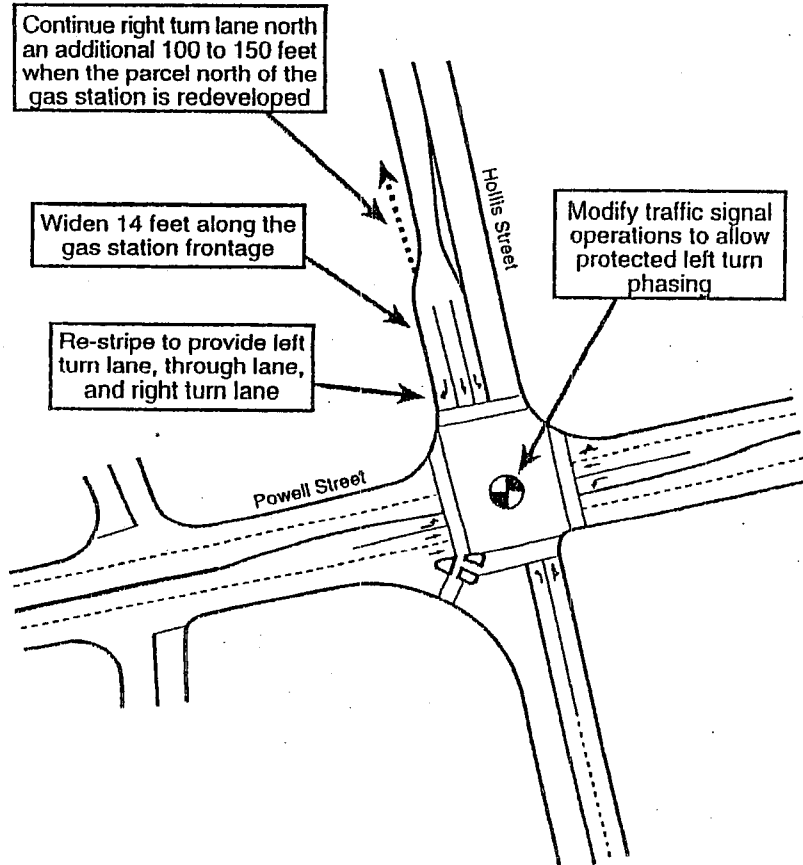 Continue right turn lane north
an additional 100 to 150 feet
when the parcel north of the
gas station is redeveloped
Hollis Street
Widen 14 feet along the
gas station frontage
Modify traffic signal
operations to allow
protected left turn
phasing
Re-stripe to provide left
turn lane, through lane,
and right turn lane
Powell Street